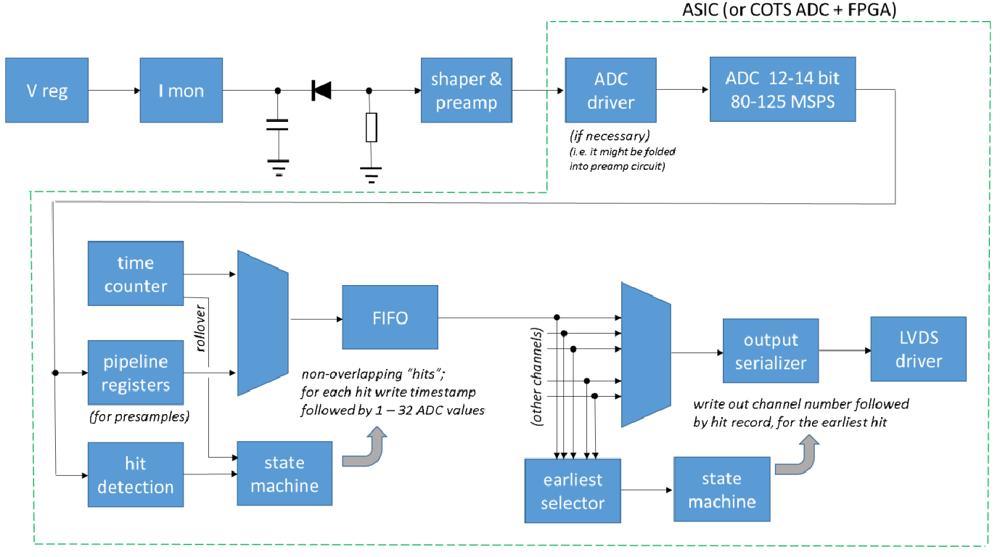 ASIC (or COTS ADC + FPGA)
V reg
I mon
shaper &
preamp
ADC
driver
ADC 12-14 bit
80-125 MSPS
(if necessary)
(i.e. it might be folded
into preamp circuit)
time
counter
rollover
pipeline
registers
(for presamples)
hit
detection
state
machine
FIFO
non-overlapping “hits”;
for each hit write timestamp
followed by 1 – 32 ADC values
(other channels)
earliest
selector
state
machine
output
serializer
LVDS
driver
write out channel number followed
by hit record, for the earliest hit